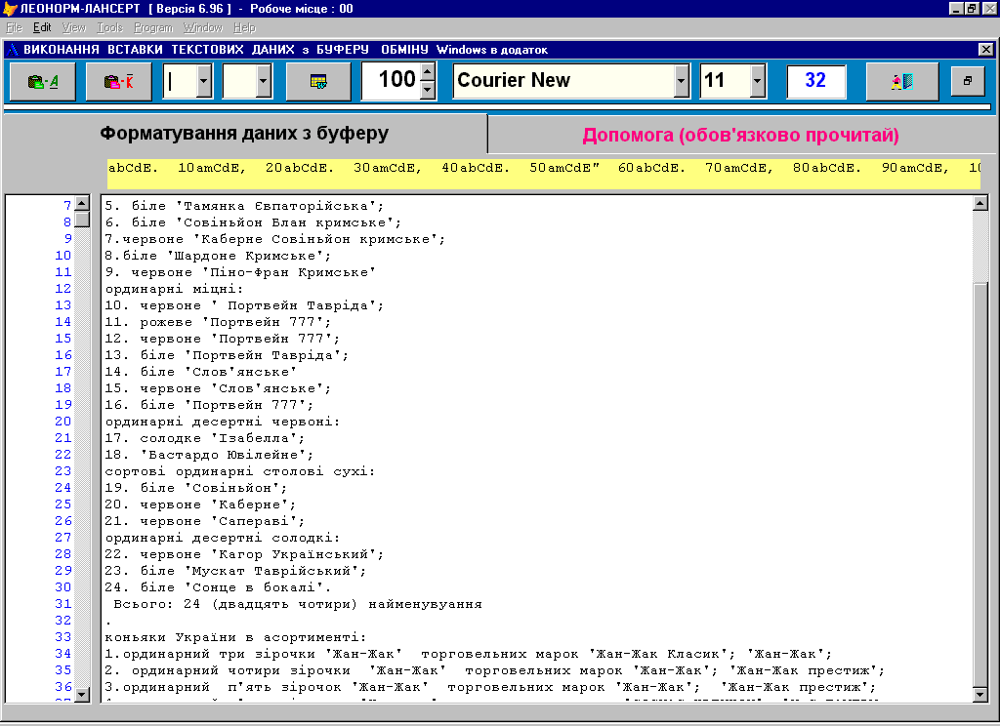 ЛЕОНОРМ-ЛАНСЕРТ [ Версія 6.96 ] - Робоче місце : 00
File Edit View Tools Program Window Help
ВИКОНАННЯ ВСТАВКИ ТЕКСТОВИХ ДАНИХ з БУФЕРУ ОБМІНУ Windows в додаток
A K 100 Courier New 11 32
Форматування даних з буферу Допомога (обов'язково прочитай)
abCdE. 10amCdE, 20abCdE. 30amCdE, 40abCdE. 50amCdE" 60abCdE. 70amCdE, 80abCdE. 90amCdE, 10
7 5. біле 'Тамянка Євпаторійська';
8 6. біле 'Совіньйон Блан кримське';
9 7.червоне 'Каберне Совіньйон кримське';
10 8.біле 'Шардоне Кримське';
11 9. червоне 'Піно-Фран Кримське'
12 ординарні міцні:
13 10. червоне ' Портвейн Тавріда';
14 11. рожеве 'Портвейн 777';
15 12. червоне 'Портвейн 777';
16 13. біле 'Портвейн Тавріда';
17 14. біле 'Слов'янське'
18 15. червоне 'Слов'янське';
19 16. біле 'Портвейн 777';
20 ординарні десертні червоні:
21 17. солодке 'Ізабелла';
22 18. 'Бастардо Ювілейне';
23 сортові ординарні столові сухі:
24 19. біле 'Совіньйон';
25 20. червоне 'Каберне';
26 21. червоне 'Сапераві';
27 ординарні десертні солодкі:
28 22. червоне 'Кагор Український';
29 23. біле 'Мускат Таврійський';
30 24. біле 'Сонце в бокалі'.
31 Всього: 24 (двадцять чотири) найменувуання
32 .
33 коньяки України в асортименті:
34 1.ординарний три зірочки 'Жан-Жак' торговельних марок 'Жан-Жак Класик'; 'Жан-Жак';
35 2. ординарний чотири зірочки 'Жан-Жак' торговельних марок 'Жан-Жак'; 'Жан-Жак престиж';
36 3.ординарний п'ять зірочок 'Жан-Жак' торговельних марок 'Жан-Жак'; 'Жан-Жак престиж';